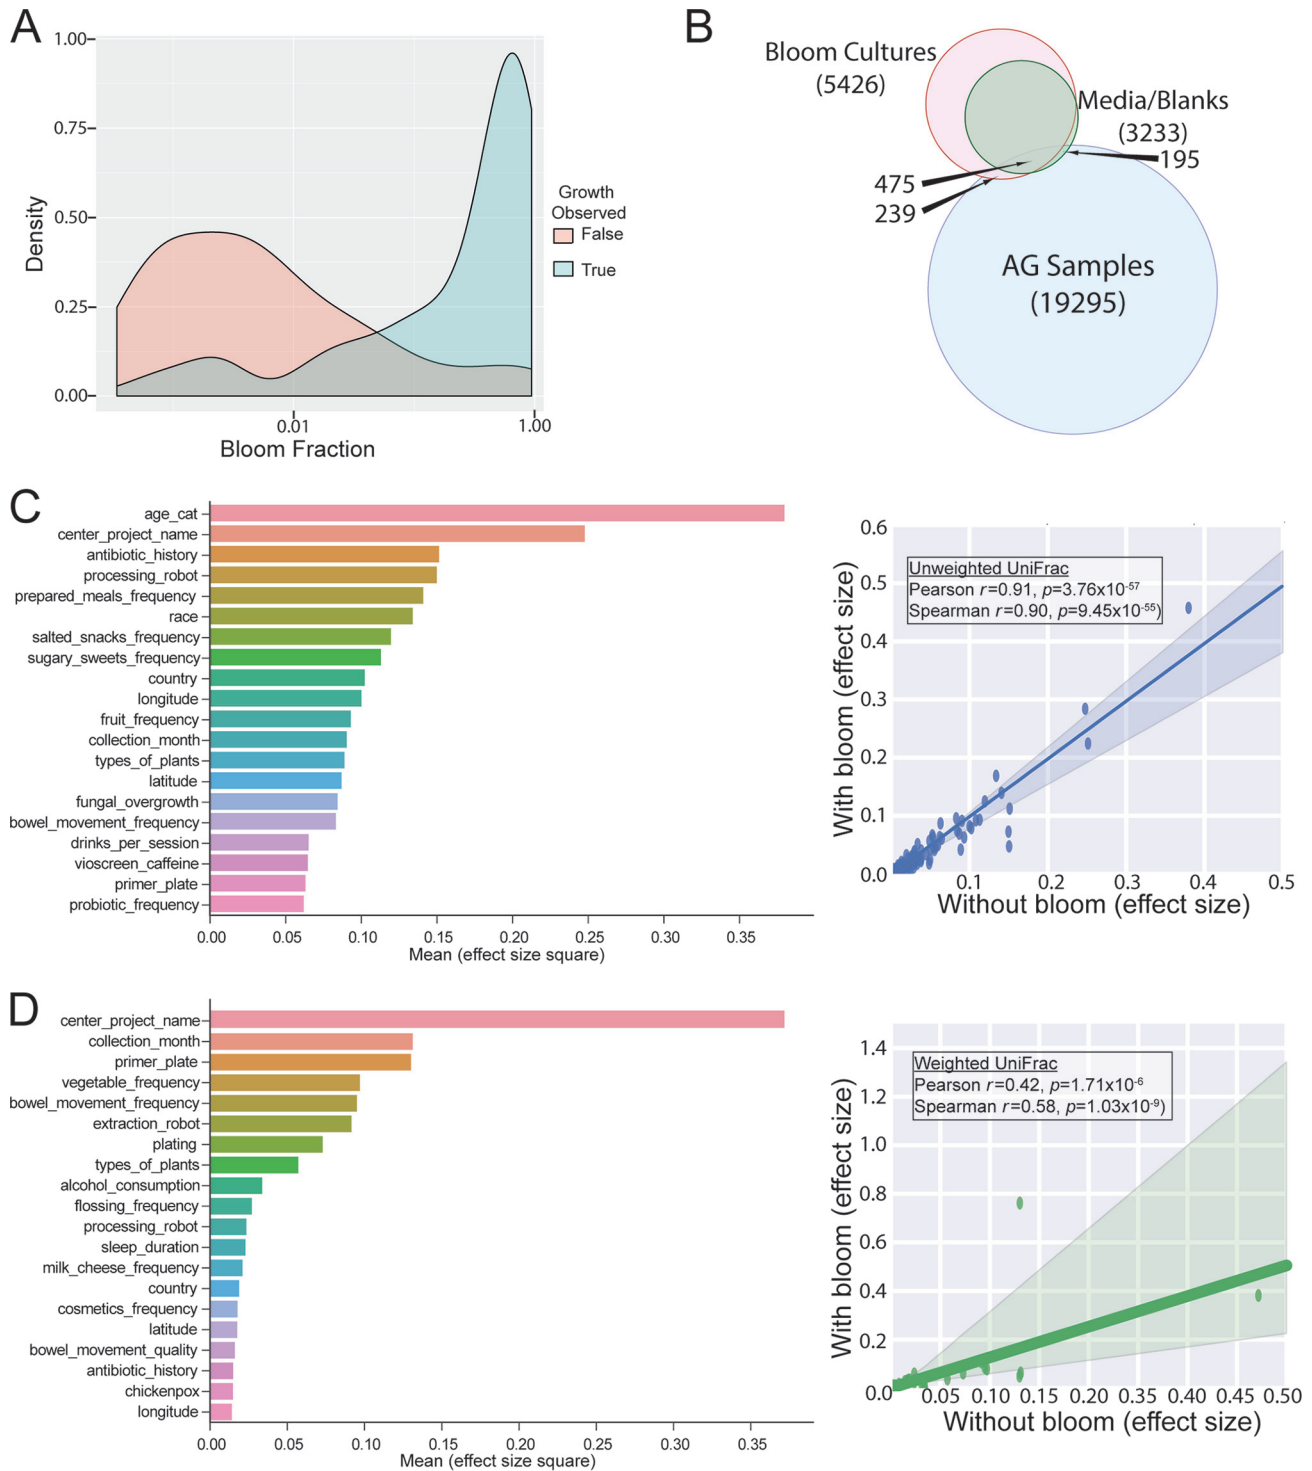 A
1.00
0.75
0.50
0.25
0.00
Density
0.01
1.00
Bloom Fraction
Growth
Observed
False
True
B
Bloom Cultures
(5426)
Media/Blanks
(3233)
195
475
239
AG Samples
(19295)
C
age_cat
center_project_name
antibiotic_history
processing_robot
prepared_meals_frequency
race
salted_snacks_frequency
sugary_sweets_frequency
country
longitude
fruit_frequency
collection_month
types_of_plants
latitude
fungal_overgrowth
bowel_movement_frequency
drinks_per_session
vioscreen_caffeine
primer_plate
probiotic_frequency
0.00 0.05 0.10 0.15 0.20 0.25 0.30 0.35
Mean (effect size square)
0.6
0.5
0.4
0.3
0.2
0.1
0.0
With bloom (effect size)
Unweighted UniFrac
Pearson r=0.91, p=3.76x10⁻⁵⁷
Spearman r=0.90, p=9.45x10⁻⁵⁵)
0.1 0.2 0.3 0.4 0.5
Without bloom (effect size)
D
center_project_name
collection_month
primer_plate
vegetable_frequency
bowel_movement_frequency
extraction_robot
plating
types_of_plants
alcohol_consumption
flossing_frequency
processing_robot
sleep_duration
milk_cheese_frequency
country
cosmetics_frequency
latitude
bowel_movement_quality
antibiotic_history
chickenpox
longitude
0.00 0.05 0.10 0.15 0.20 0.25 0.30 0.35
Mean (effect size square)
1.4
1.2
1.0
0.8
0.6
0.4
0.2
0.0
With bloom (effect size)
Weighted UniFrac
Pearson r=0.42, p=1.71x10⁻⁶
Spearman r=0.58, p=1.03x10⁻⁹)
0.05 0.10 0.15 0.20 0.25 0.30 0.35 0.40 0.45 0.50
Without bloom (effect size)